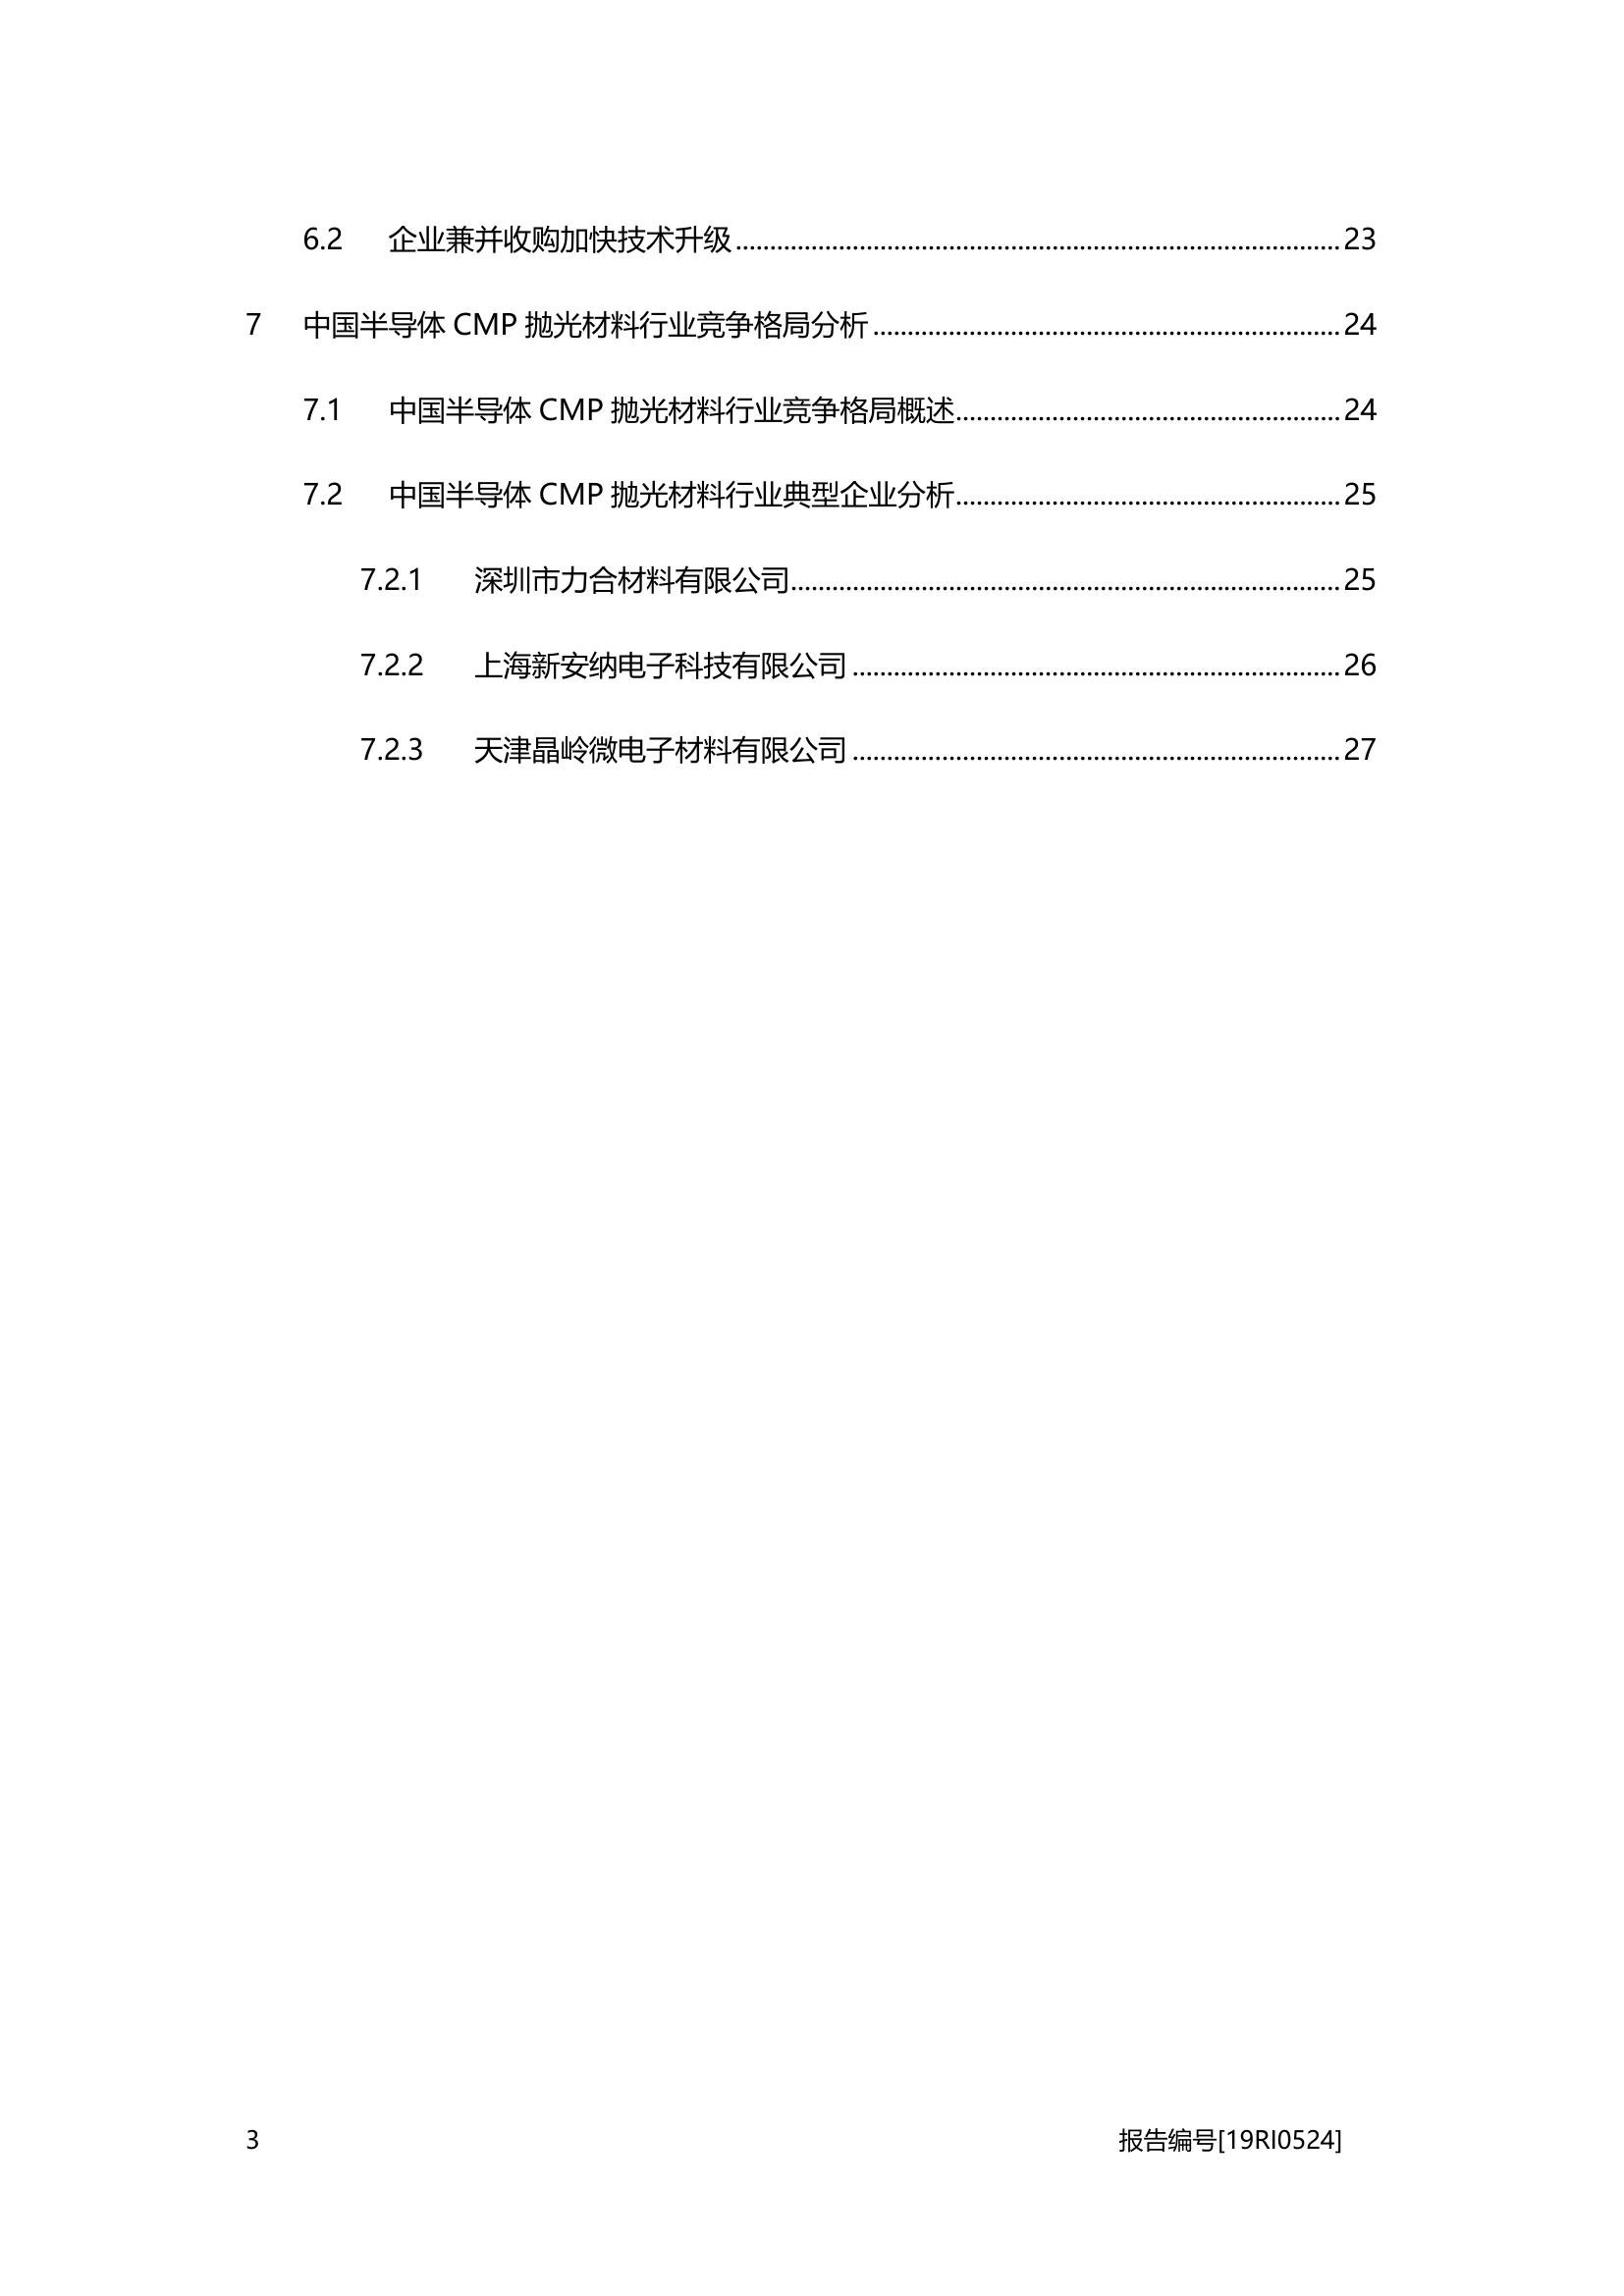 6.2 企业兼并收购加快技术升级 23
7 中国半导体 CMP 抛光材料行业竞争格局分析 24
7.1 中国半导体 CMP 抛光材料行业竞争格局概述 24
7.2 中国半导体 CMP 抛光材料行业典型企业分析 25
7.2.1 深圳市力合材料有限公司 25
7.2.2 上海新安纳电子科技有限公司 26
7.2.3 天津晶岭微电子材料有限公司 27
3 报告编号[19RI0524]